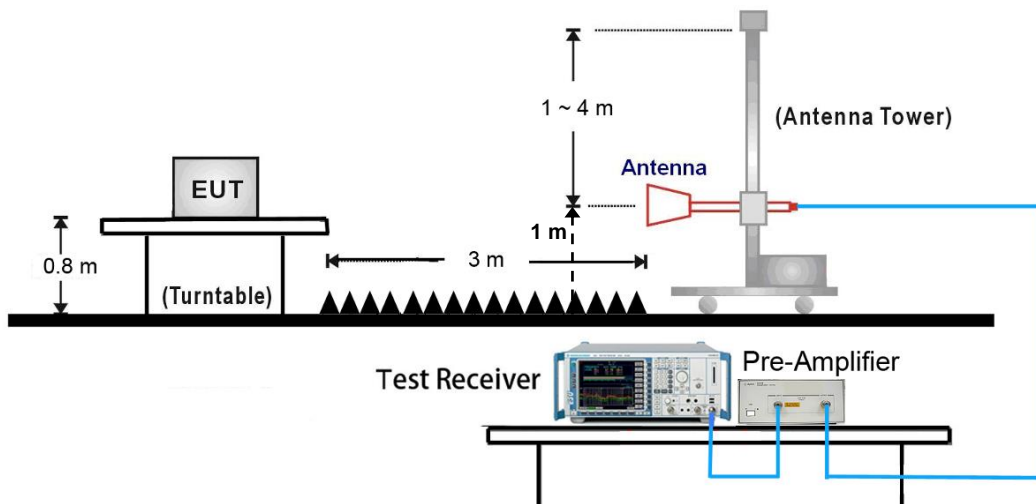 1 ~ 4 m
(Antenna Tower)
Antenna
EUT
1 m
0.8 m
3 m
(Turntable)
Test Receiver
Pre-Amplifier